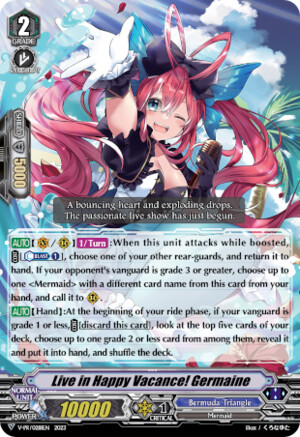 2
GRADE
SHIELD
5000
A bouncing heart and exploding drops.
The passionate live show has just begun.
AUTO [ / ] 1/Turn :When this unit attacks while boosted,
[C BLAST 1], choose one of your other rear-guards, and return it to
hand. If your opponent's vanguard is grade 3 or greater, choose up to
one <Mermaid> with a different card name from this card from your
hand, and call it to .
AUTO [Hand]:At the beginning of your ride phase, if your vanguard is
grade 1 or less, [discard this card], look at the top five cards of your
deck, choose up to one grade 2 or less card from among them, reveal it
and put it into hand, and shuffle the deck.
Live in Happy Vacance! Germaine
NORMAL
UNIT
POWER
10000
1
CRITICAL
Bermuda Triangle
Mermaid
V-PR/0288EN 2023
illust /